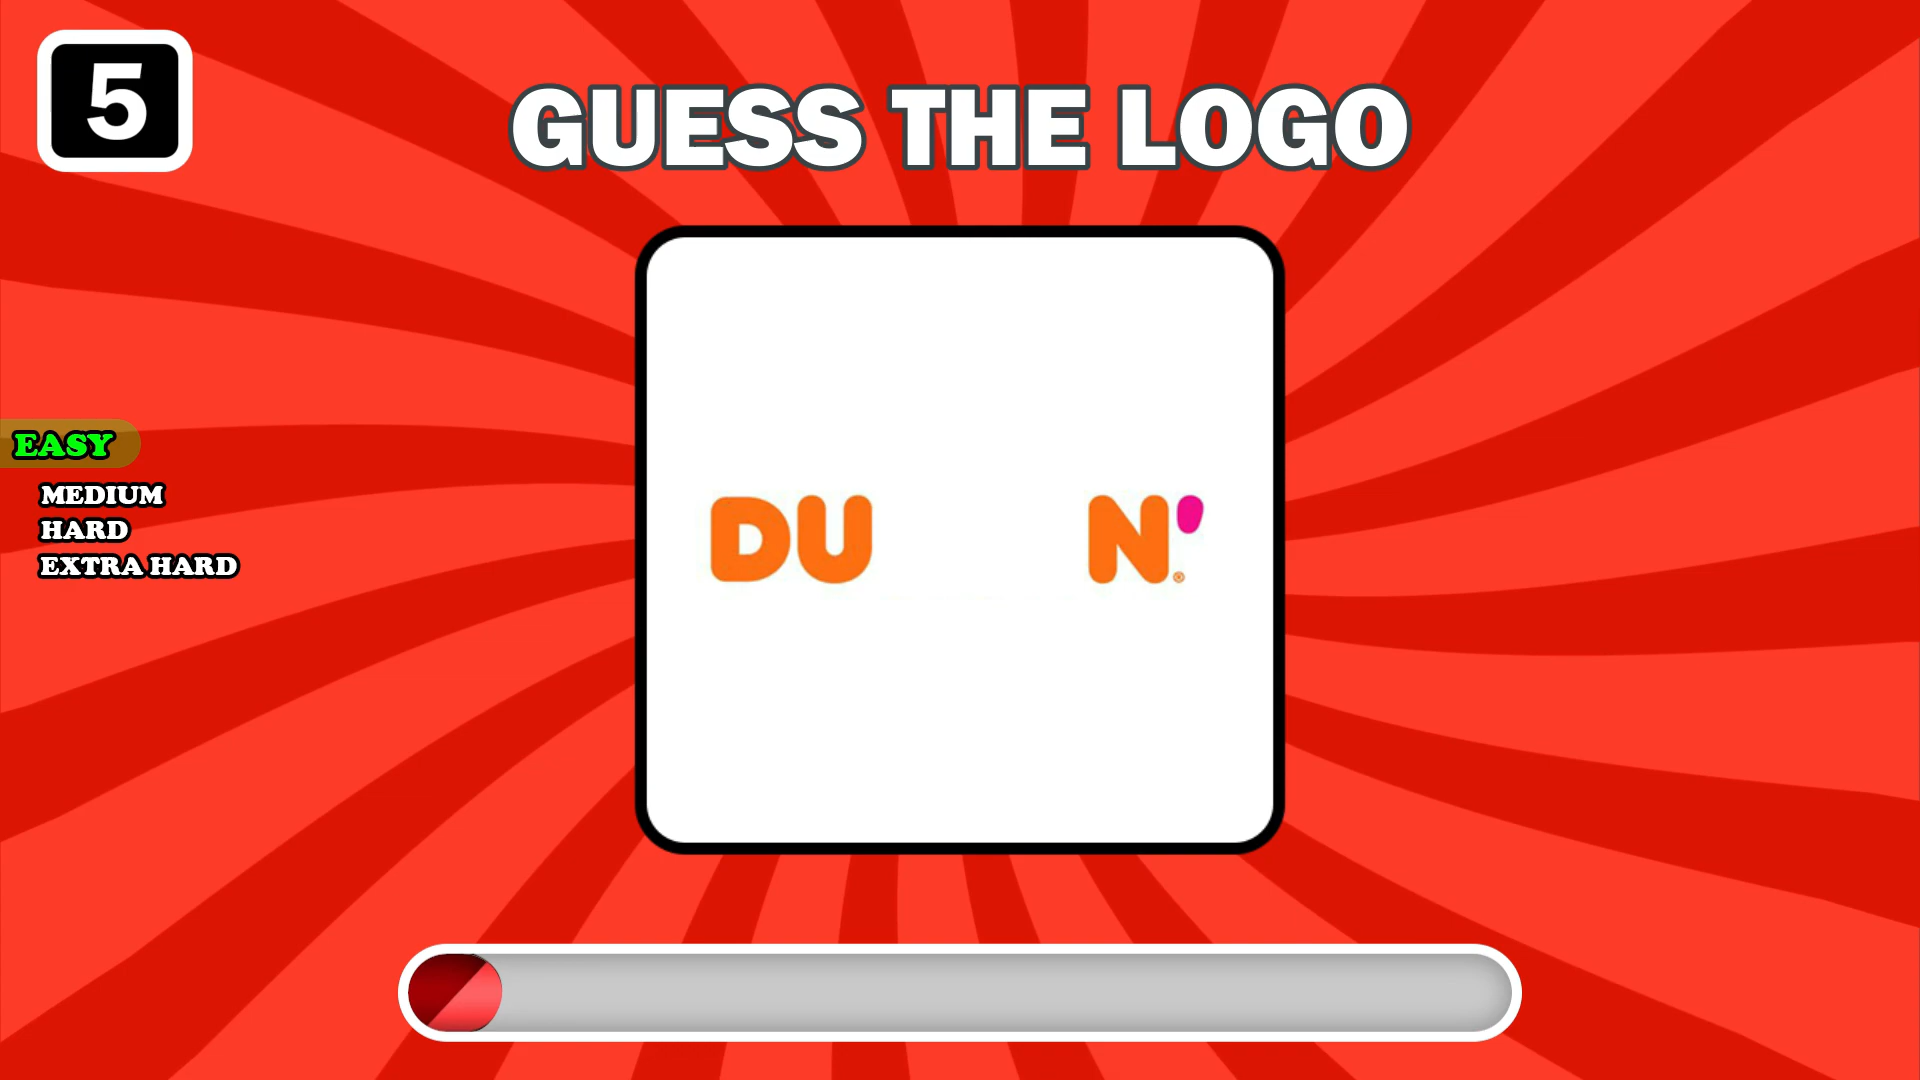 5
GUESS THE LOGO
EASY
MEDIUM
HARD
EXTRA HARD
DU N'®